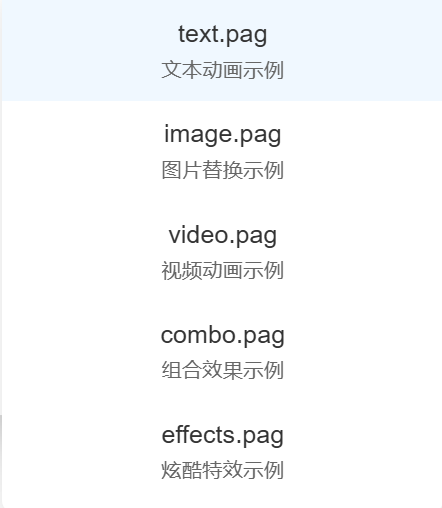 text.pag
文本动画示例
image.pag
图片替换示例
video.pag
视频动画示例
combo.pag
组合效果示例
effects.pag
炫酷特效示例